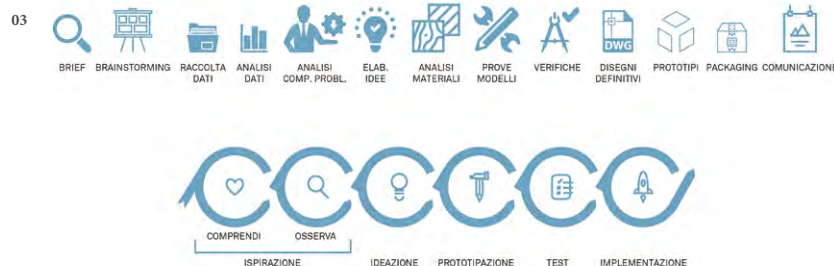 03
DWG
BRIEF BRAINSTORMING RACCOLTA DATI ANALISI DATI ANALISI COMP. PROBL. ELAB. IDEE ANALISI MATERIALI PROVE MODELLI VERIFICHE DISEGNI DEFINITIVI PROTOTIPI PACKAGING COMUNICAZIONE
COMPRENDI OSSERVA
ISPIRAZIONE IDEAZIONE PROTOTIPAZIONE TEST IMPLEMENTAZIONE